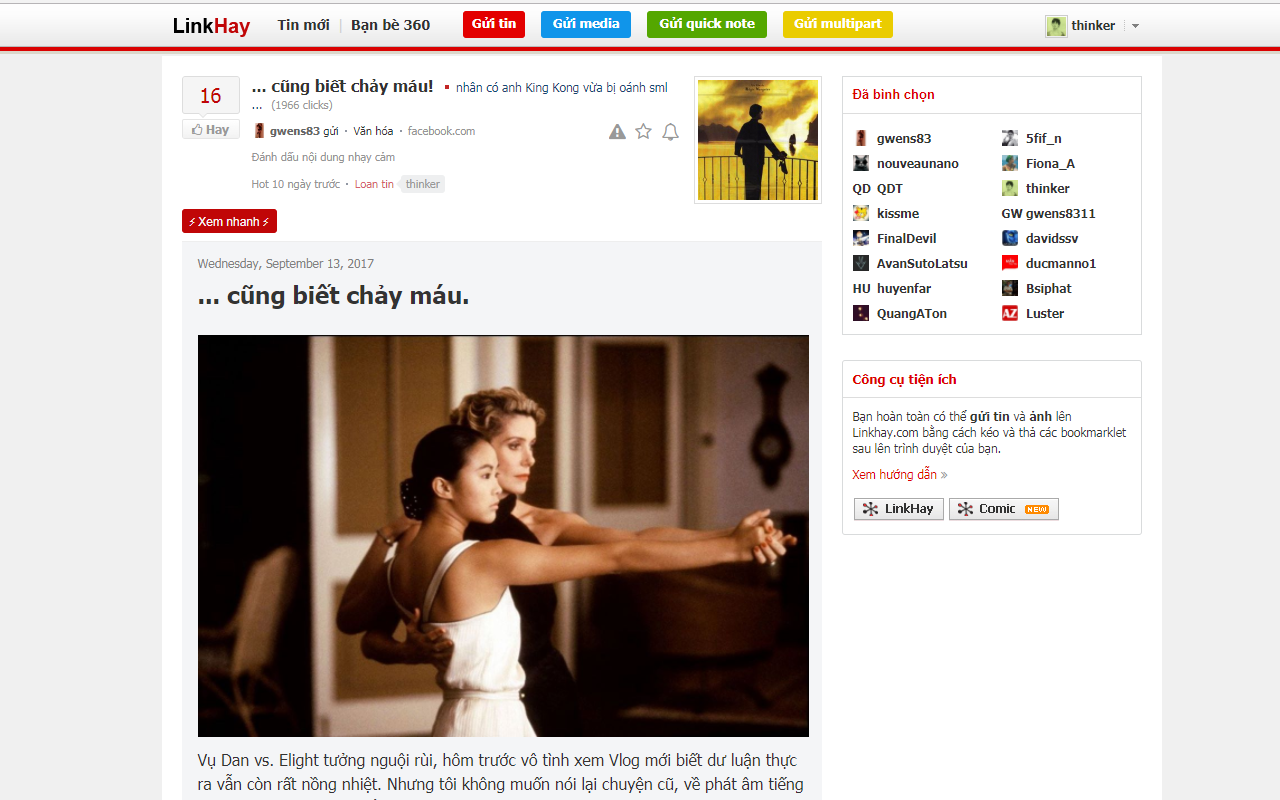 LinkHay Tin mới Bạn bè 360 Gửi tin Gửi media Gửi quick note Gửi multipart thinker
16
Hay
... cũng biết chảy máu! nhân có anh King Kong vừa bị oánh sml
... (1966 clicks)
gwens83 gửi · Văn hóa · facebook.com
Đánh dấu nội dung nhạy cảm
Hot 10 ngày trước · Loan tin thinker
⚡Xem nhanh⚡
Wednesday, September 13, 2017
... cũng biết chảy máu.
Vụ Dan vs. Elight tưởng nguội rùi, hôm trước vô tình xem Vlog mới biết dư luận thực
ra vẫn còn rất nồng nhiệt. Nhưng tôi không muốn nói lại chuyện cũ, về phát âm tiếng
Đã bình chọn
gwens83 5fif_n
nouveaunano Fiona_A
QD QDT thinker
kissme GW gwens8311
FinalDevil davidssv
AvanSutoLatsu ducmanno1
HU huyenfar Bsiphat
QuangATon AZ Luster
Công cụ tiện ích
Bạn hoàn toàn có thể gửi tin và ảnh lên
Linkhay.com bằng cách kéo và thả các bookmarklet
sau lên trình duyệt của bạn.
Xem hướng dẫn »
LinkHay Comic NEW